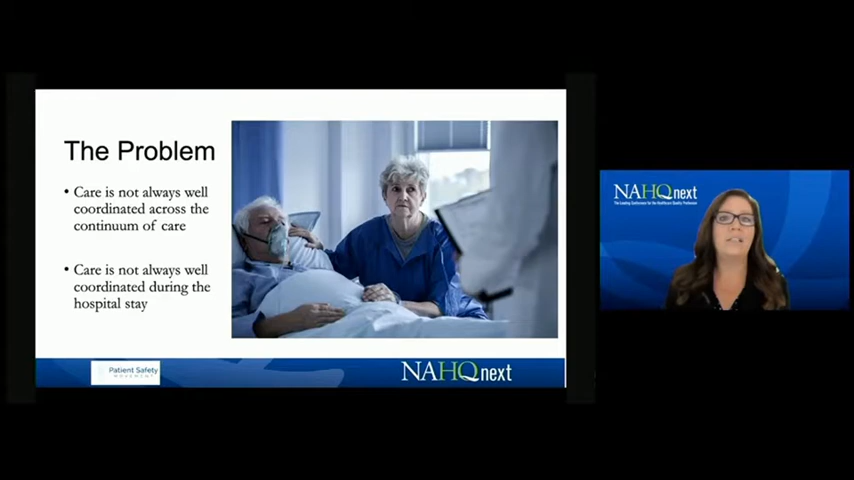 The Problem
• Care is not always well
coordinated across the
continuum of care
• Care is not always well
coordinated during the
hospital stay
Patient Safety
MOVEMENT
NAHQnext
NAHQnext
The Leading Conference for the Healthcare Quality Profession